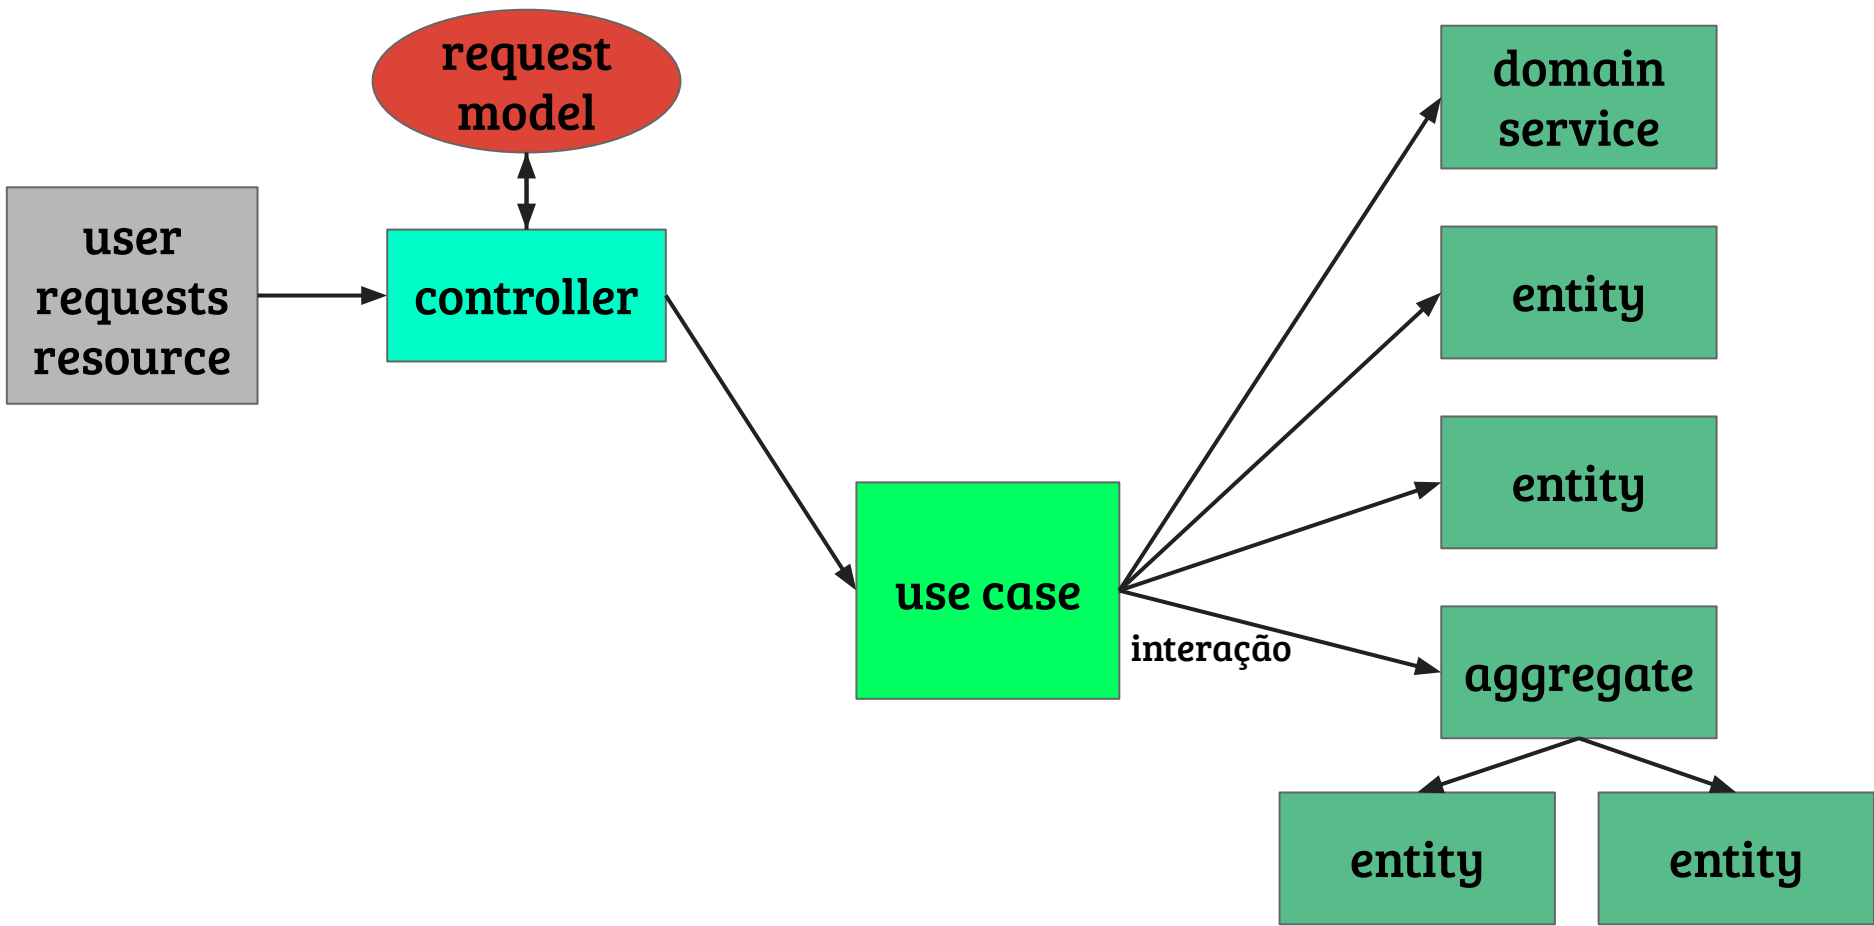 request
model
user
requests
resource
controller
use case
interação
domain
service
entity
entity
aggregate
entity
entity